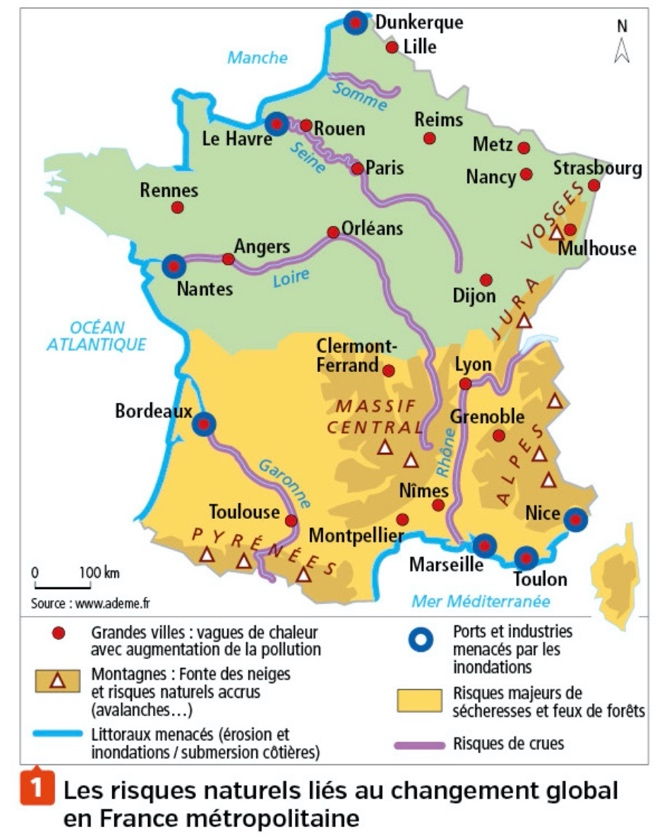 Dunkerque
N
Lille
Manche
Somme
Reims
Le Havre
Rouen
Seine
Metz
Paris
Nancy
Strasbourg
Rennes
VOSGES
Orléans
Angers
Mulhouse
Nantes
Loire
Dijon
JURA
OCÉAN
ATLANTIQUE
Clermont-
Ferrand
Lyon
Bordeaux
MASSIF
CENTRAL
Grenoble
Rhône
ALPES
Garonne
Nîmes
Toulouse
Montpellier
Nice
PYRÉNÉES
Marseille
Toulon
0 100 km
Source : www.ademe.fr
Mer Méditerranée
Grandes villes : vagues de chaleur
avec augmentation de la pollution
Montagnes : Fonte des neiges
et risques naturels accrus
(avalanches...)
Littoraux menacés (érosion et
inondations / submersion côtières)
Ports et industries
menacés par les
inondations
Risques majeurs de
sécheresses et feux de forêts
Risques de crues
1 Les risques naturels liés au changement global
en France métropolitaine